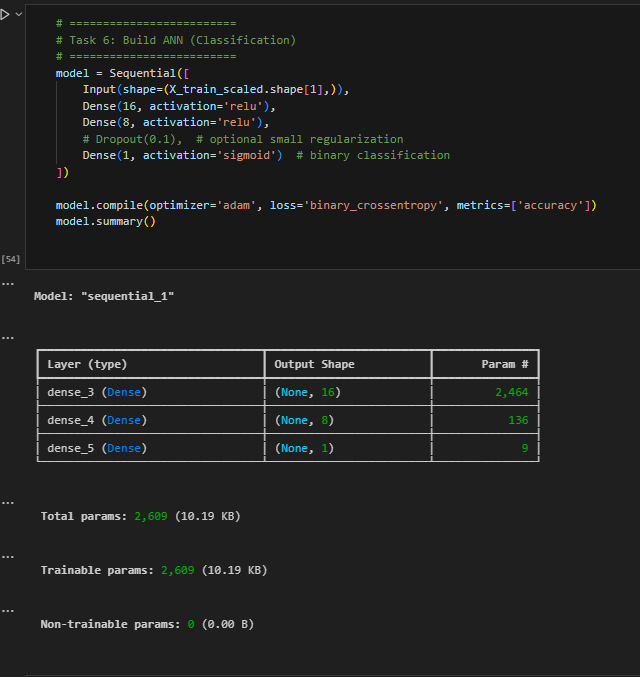 # =========================
# Task 6: Build ANN (Classification)
# =========================
model = Sequential([
    Input(shape=(X_train_scaled.shape[1],)),
    Dense(16, activation='relu'),
    Dense(8, activation='relu'),
    # Dropout(0.1),  # optional small regularization
    Dense(1, activation='sigmoid')  # binary classification
])
model.compile(optimizer='adam', loss='binary_crossentropy', metrics=['accuracy'])
model.summary()
[54]
...
Model: "sequential_1"
...
Layer (type) Output Shape Param #
dense_3 (Dense) (None, 16) 2,464
dense_4 (Dense) (None, 8) 136
dense_5 (Dense) (None, 1) 9
...
Total params: 2,609 (10.19 KB)
...
Trainable params: 2,609 (10.19 KB)
...
Non-trainable params: 0 (0.00 B)